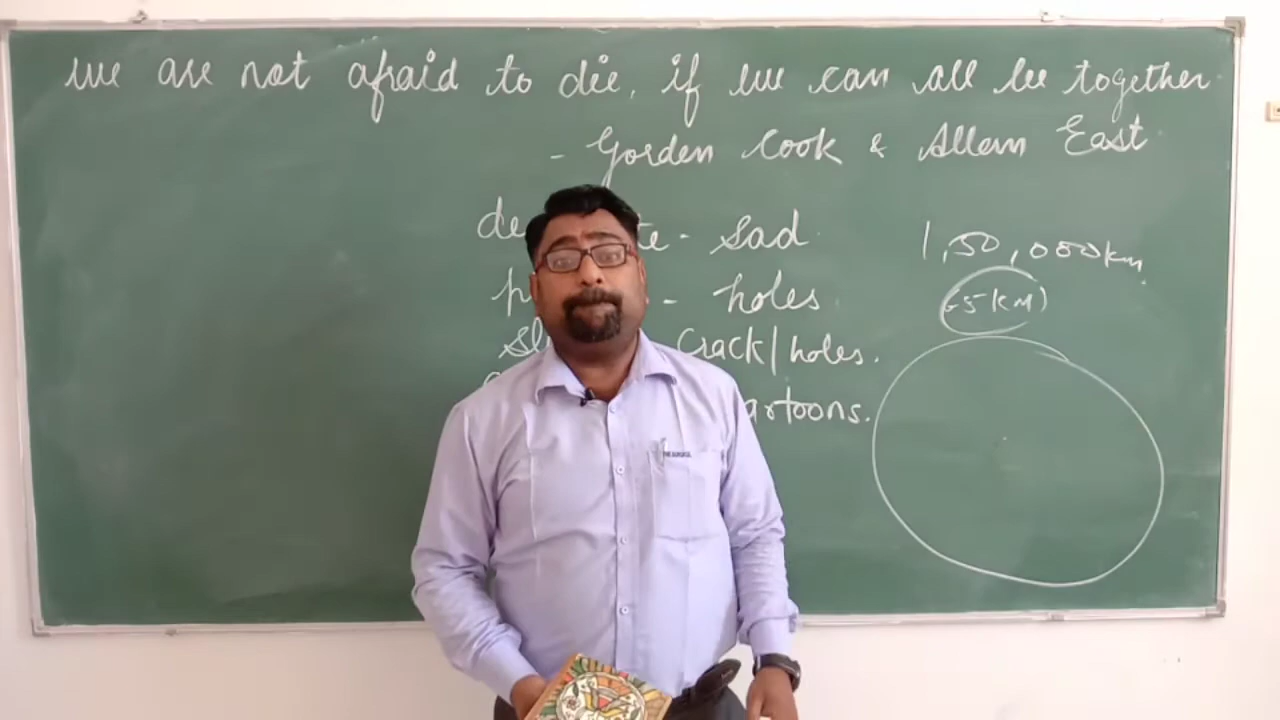 we are not afraid to die, if we can all be together
- Gorden Cook & Allen East
- sad
- holes
Crack/holes.
artoons.
1,50,000km